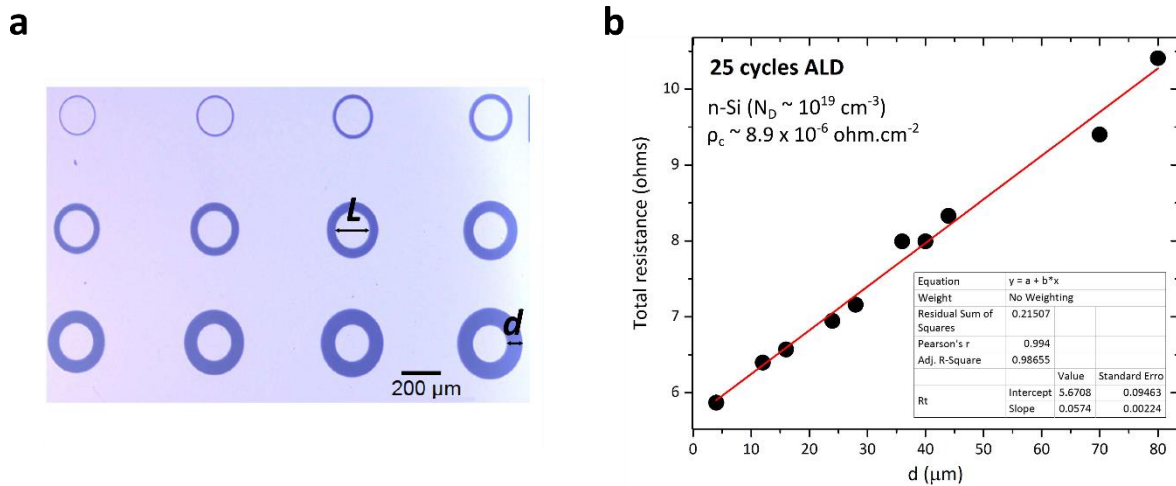 a
L
d
200 μm
b
25 cycles ALD
n-Si (N_D ~ 10^19 cm^-3)
ρ_c ~ 8.9 x 10^-6 ohm.cm^-2
Total resistance (ohms)
10
9
8
7
6
0 10 20 30 40 50 60 70 80
d (μm)
Equation y = a + b*x
Weight No Weighting
Residual Sum of Squares 0.21507
Pearson's r 0.994
Adj. R-Square 0.98655
Value Standard Erro
Rt Intercept 5.6708 0.09463
Slope 0.0574 0.00224